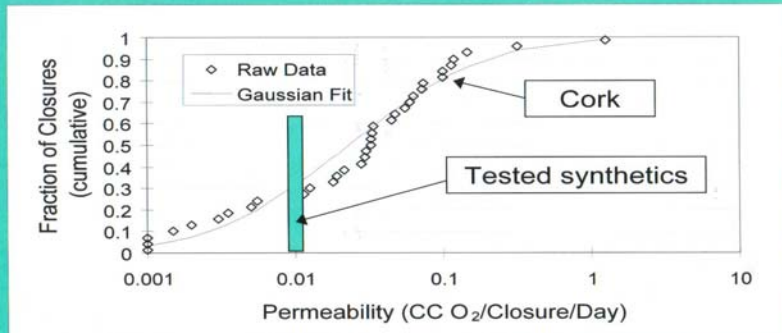 Fraction of Closures
(cumulative)
1
0.9
0.8
0.7
0.6
0.5
0.4
0.3
0.2
0.1
0
Raw Data
Gaussian Fit
Cork
Tested synthetics
0.001
0.01
0.1
1
10
Permeability (CC O₂/Closure/Day)